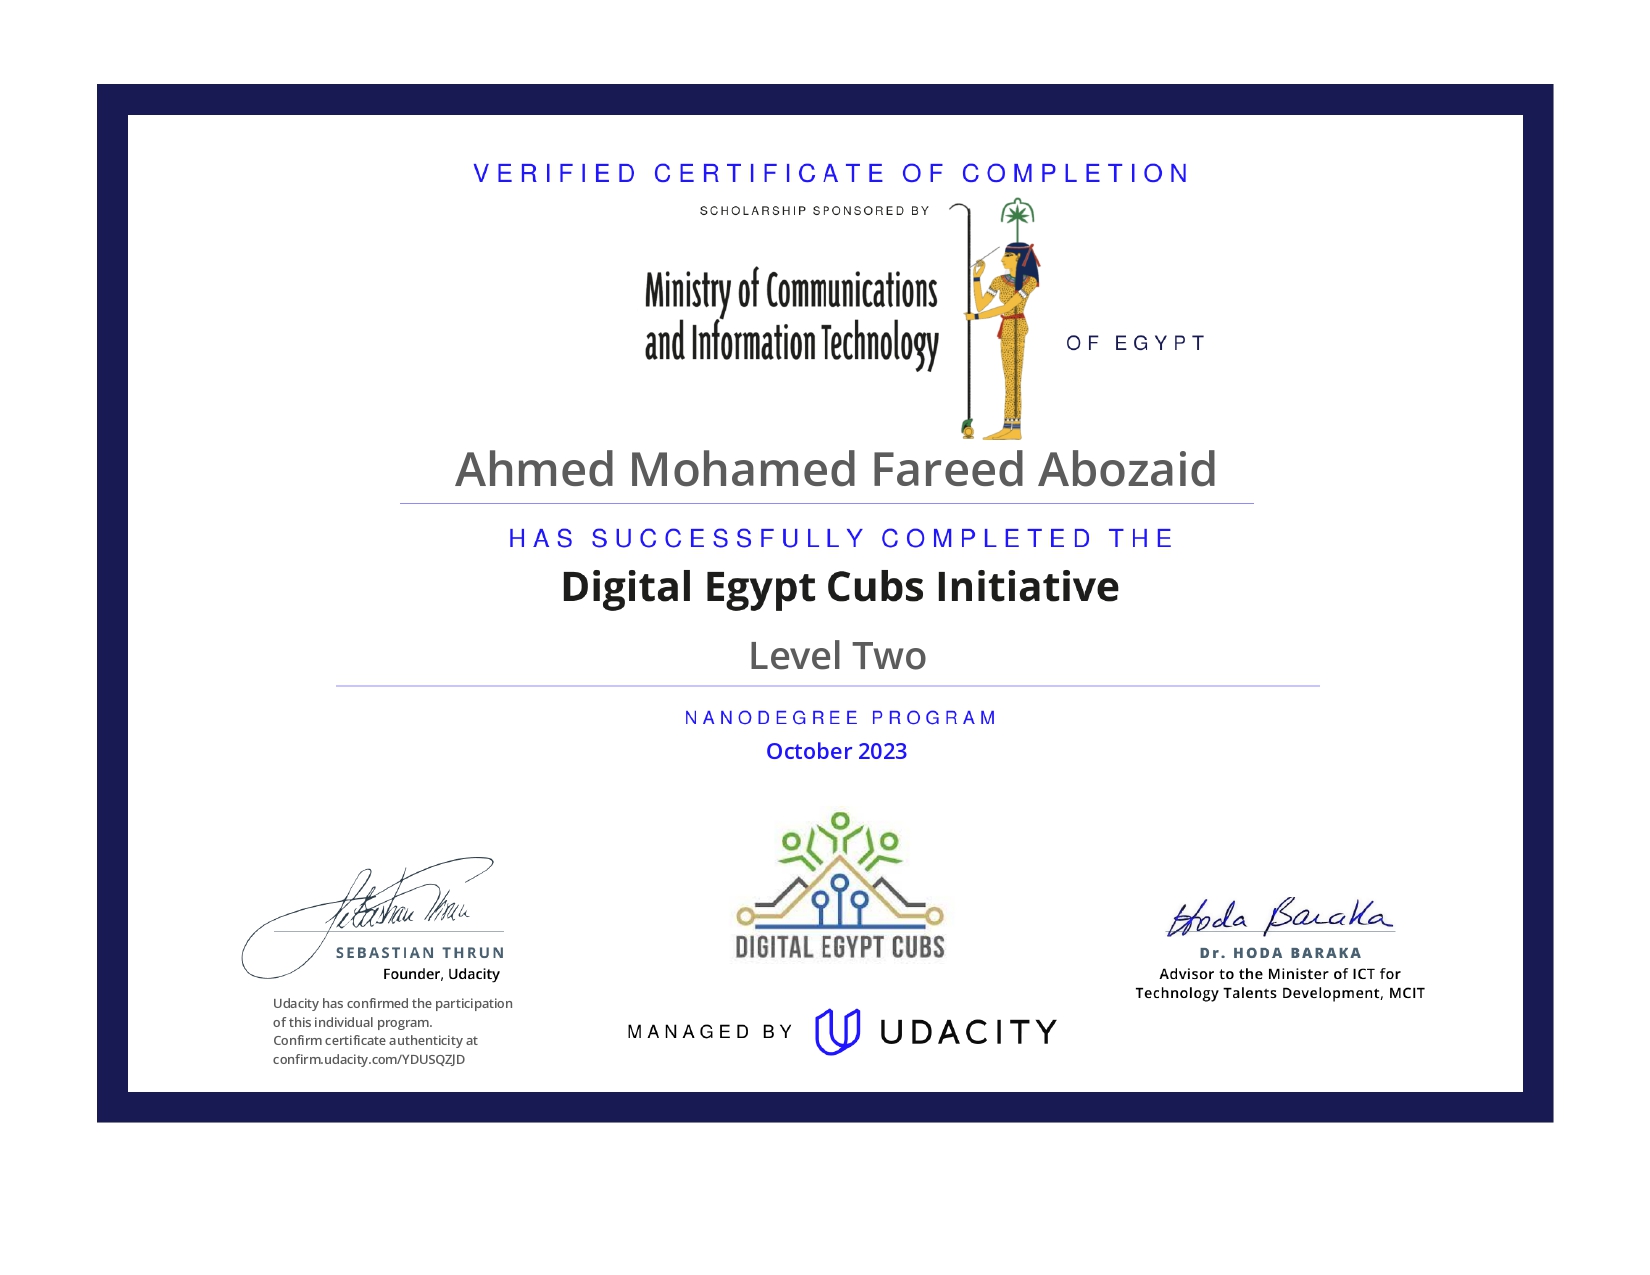 VERIFIED CERTIFICATE OF COMPLETION
SCHOLARSHIP SPONSORED BY
Ministry of Communications
and Information Technology
OF EGYPT
Ahmed Mohamed Fareed Abozaid
HAS SUCCESSFULLY COMPLETED THE
Digital Egypt Cubs Initiative
Level Two
NANODEGREE PROGRAM
October 2023
Sebastian Thrun
SEBASTIAN THRUN
Founder, Udacity
Udacity has confirmed the participation
of this individual program.
Confirm certificate authenticity at
confirm.udacity.com/YDUSQZJD
DIGITAL EGYPT CUBS
MANAGED BY UDACITY
Hoda Baraka
Dr. HODA BARAKA
Advisor to the Minister of ICT for
Technology Talents Development, MCIT